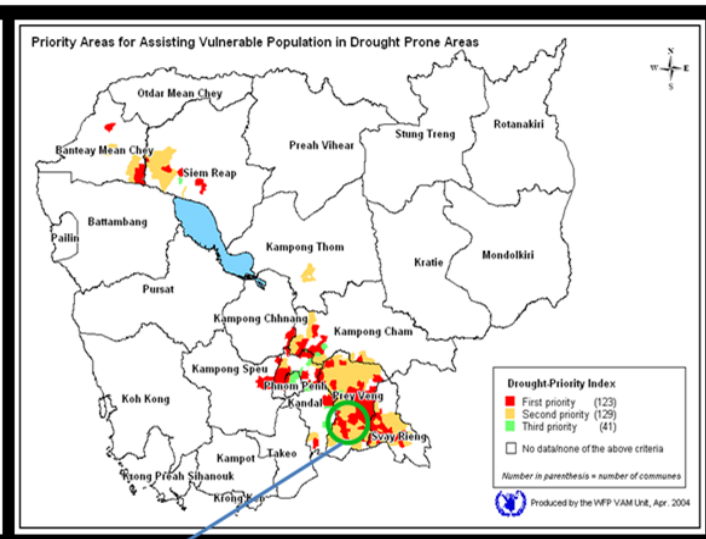 Priority Areas for Assisting Vulnerable Population in Drought Prone Areas
N
W E
S
Otdar Mean Chey
Rotanakiri
Stung Treng
Preah Vihear
Banteay Mean Chey
Siem Reap
Battambang
Pailin
Kampong Thom
Kratie
Mondolkiri
Pursat
Kampong Chhnang
Kampong Cham
Kampong Speu
Phnom Penh
Koh Kong
Kandal
Prey Veng
Svay Rieng
Kampot
Takeo
Krong Preah Sihanouk
Krong Kep
Drought-Priority Index
First priority (123)
Second priority (129)
Third priority (41)
No data/none of the above criteria
Number in parenthesis = number of communes
Produced by the WFP VAM Unit, Apr. 2004